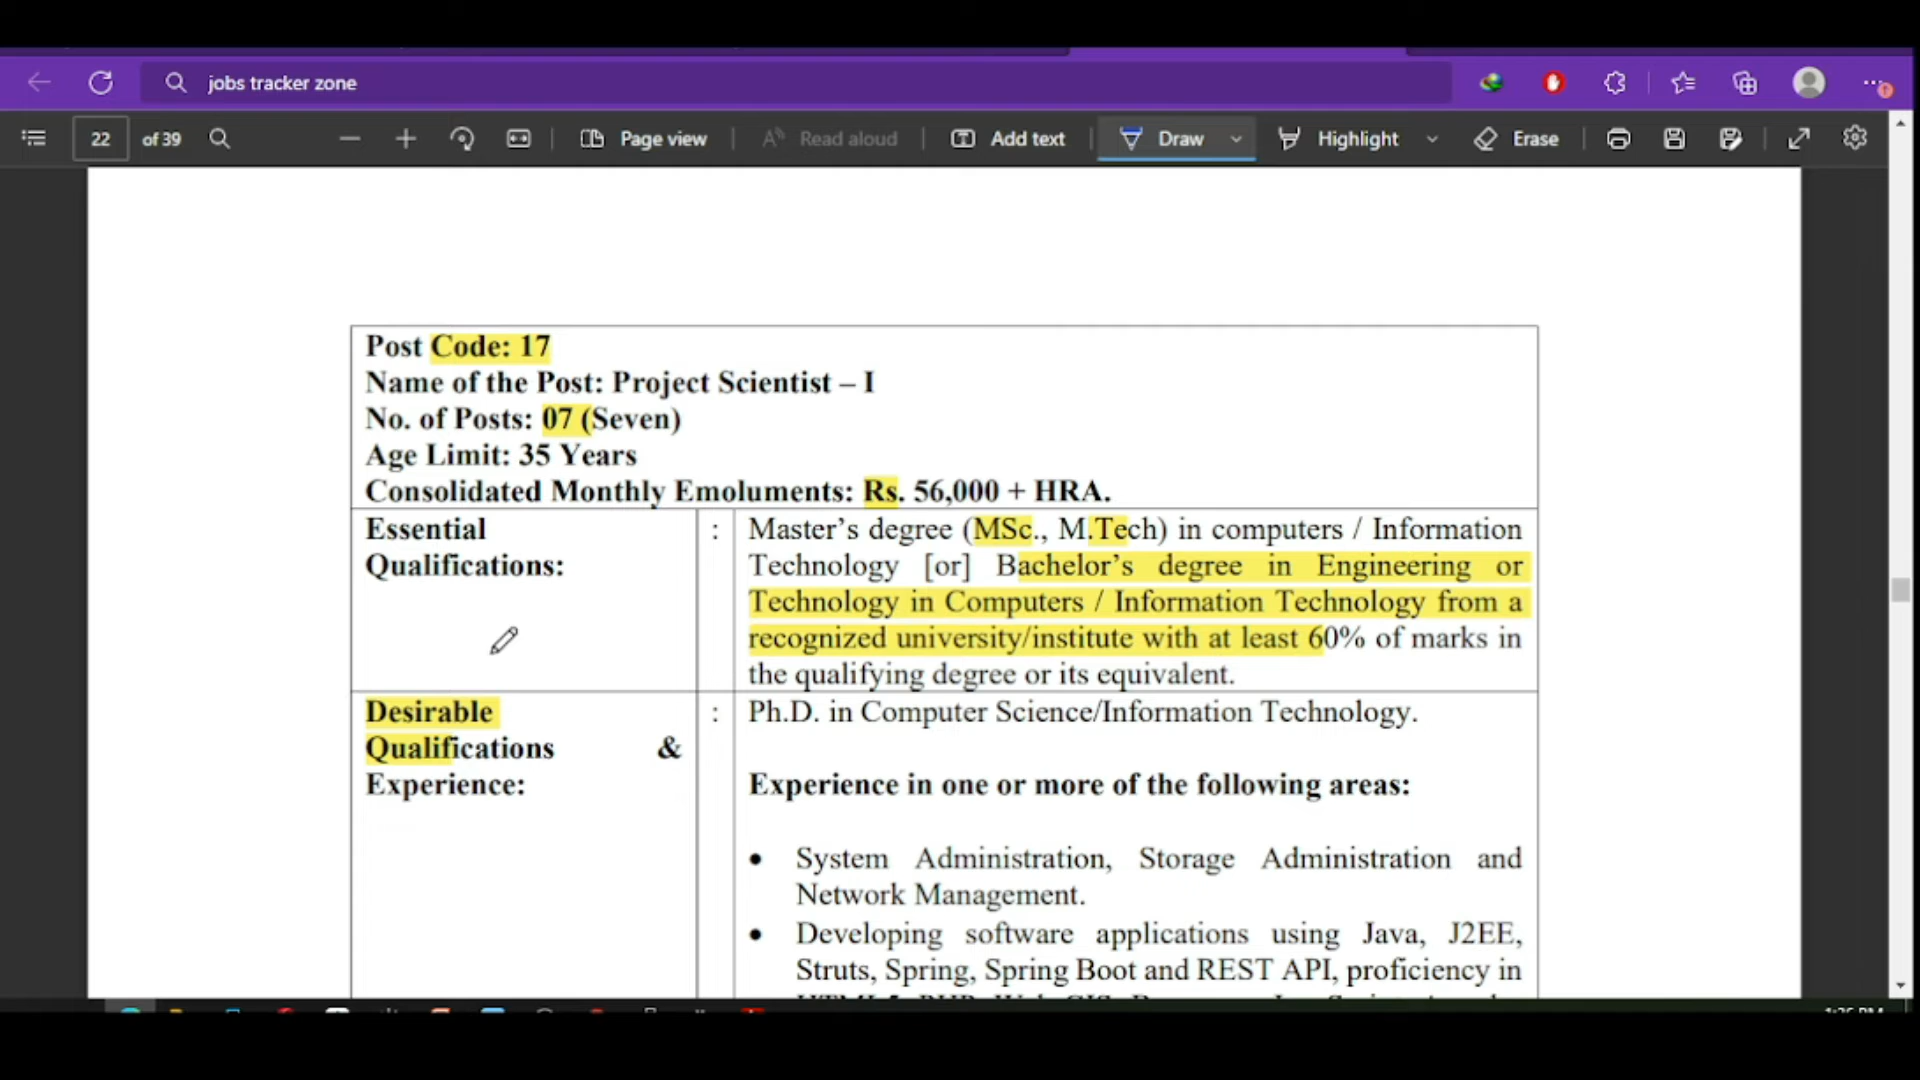 jobs tracker zone
22 of 39 Page view Read aloud Add text Draw Highlight Erase
Post Code: 17
Name of the Post: Project Scientist – I
No. of Posts: 07 (Seven)
Age Limit: 35 Years
Consolidated Monthly Emoluments: Rs. 56,000 + HRA.
Essential
Qualifications:
:
Master's degree (MSc., M.Tech) in computers / Information
Technology [or] Bachelor's degree in Engineering or
Technology in Computers / Information Technology from a
recognized university/institute with at least 60% of marks in
the qualifying degree or its equivalent.
Desirable
Qualifications &
Experience:
:
Ph.D. in Computer Science/Information Technology.
Experience in one or more of the following areas:
• System Administration, Storage Administration and
Network Management.
• Developing software applications using Java, J2EE,
Struts, Spring, Spring Boot and REST API, proficiency in